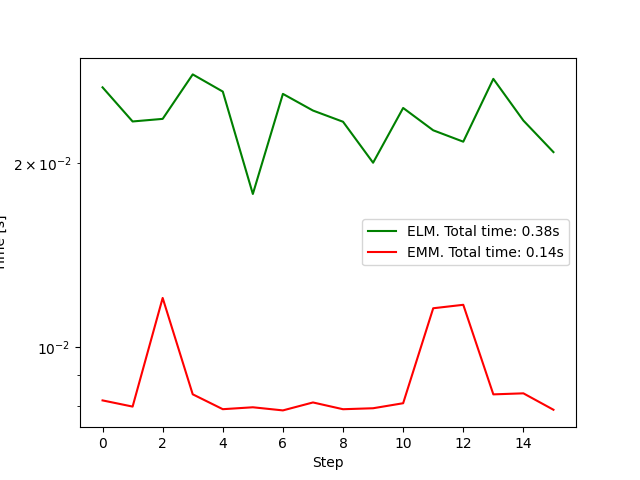 2 × 10⁻²
10⁻²
Time [s]
ELM. Total time: 0.38s
EMM. Total time: 0.14s
0 2 4 6 8 10 12 14
Step